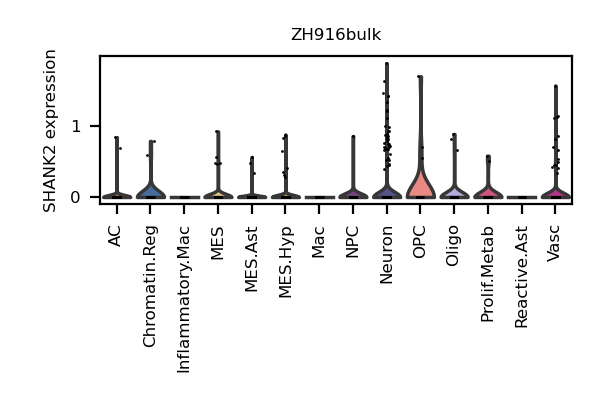 ZH916bulk
SHANK2 expression
1
0
AC
Chromatin.Reg
Inflammatory.Mac
MES
MES.Ast
MES.Hyp
Mac
NPC
Neuron
OPC
Oligo
Prolif.Metab
Reactive.Ast
Vasc